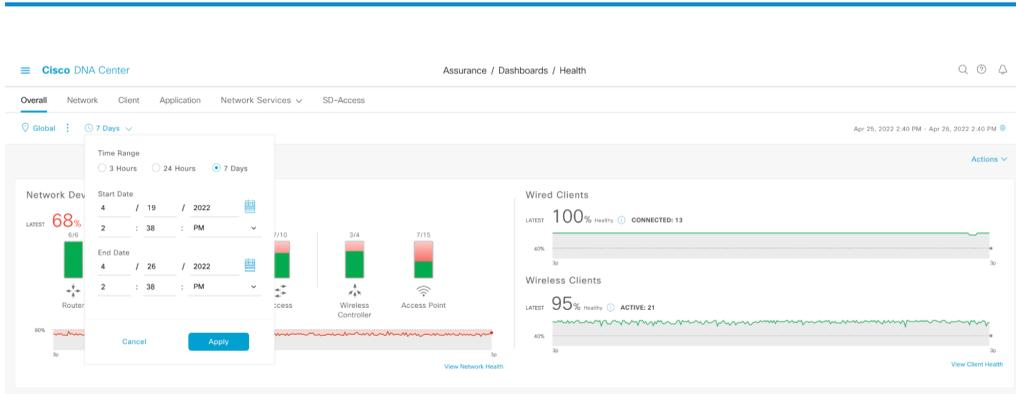 Cisco DNA Center
Assurance / Dashboards / Health
Overall Network Client Application Network Services SD-Access
Global 7 Days
Apr 25, 2022 2:40 PM - Apr 26, 2022 2:40 PM
Actions
Time Range
3 Hours 24 Hours 7 Days
Start Date
4 / 19 / 2022
2 : 38 : PM
End Date
4 / 26 / 2022
2 : 38 : PM
Cancel Apply
Network Dev
LATEST 68%
6/6 7/10 3/4 7/15
Router ccess Wireless Controller Access Point
80%
3p 3p
View Network Health
Wired Clients
LATEST 100% Healthy CONNECTED: 13
40%
3p 3p
Wireless Clients
LATEST 95% Healthy ACTIVE: 21
40%
3p 3p
View Client Health